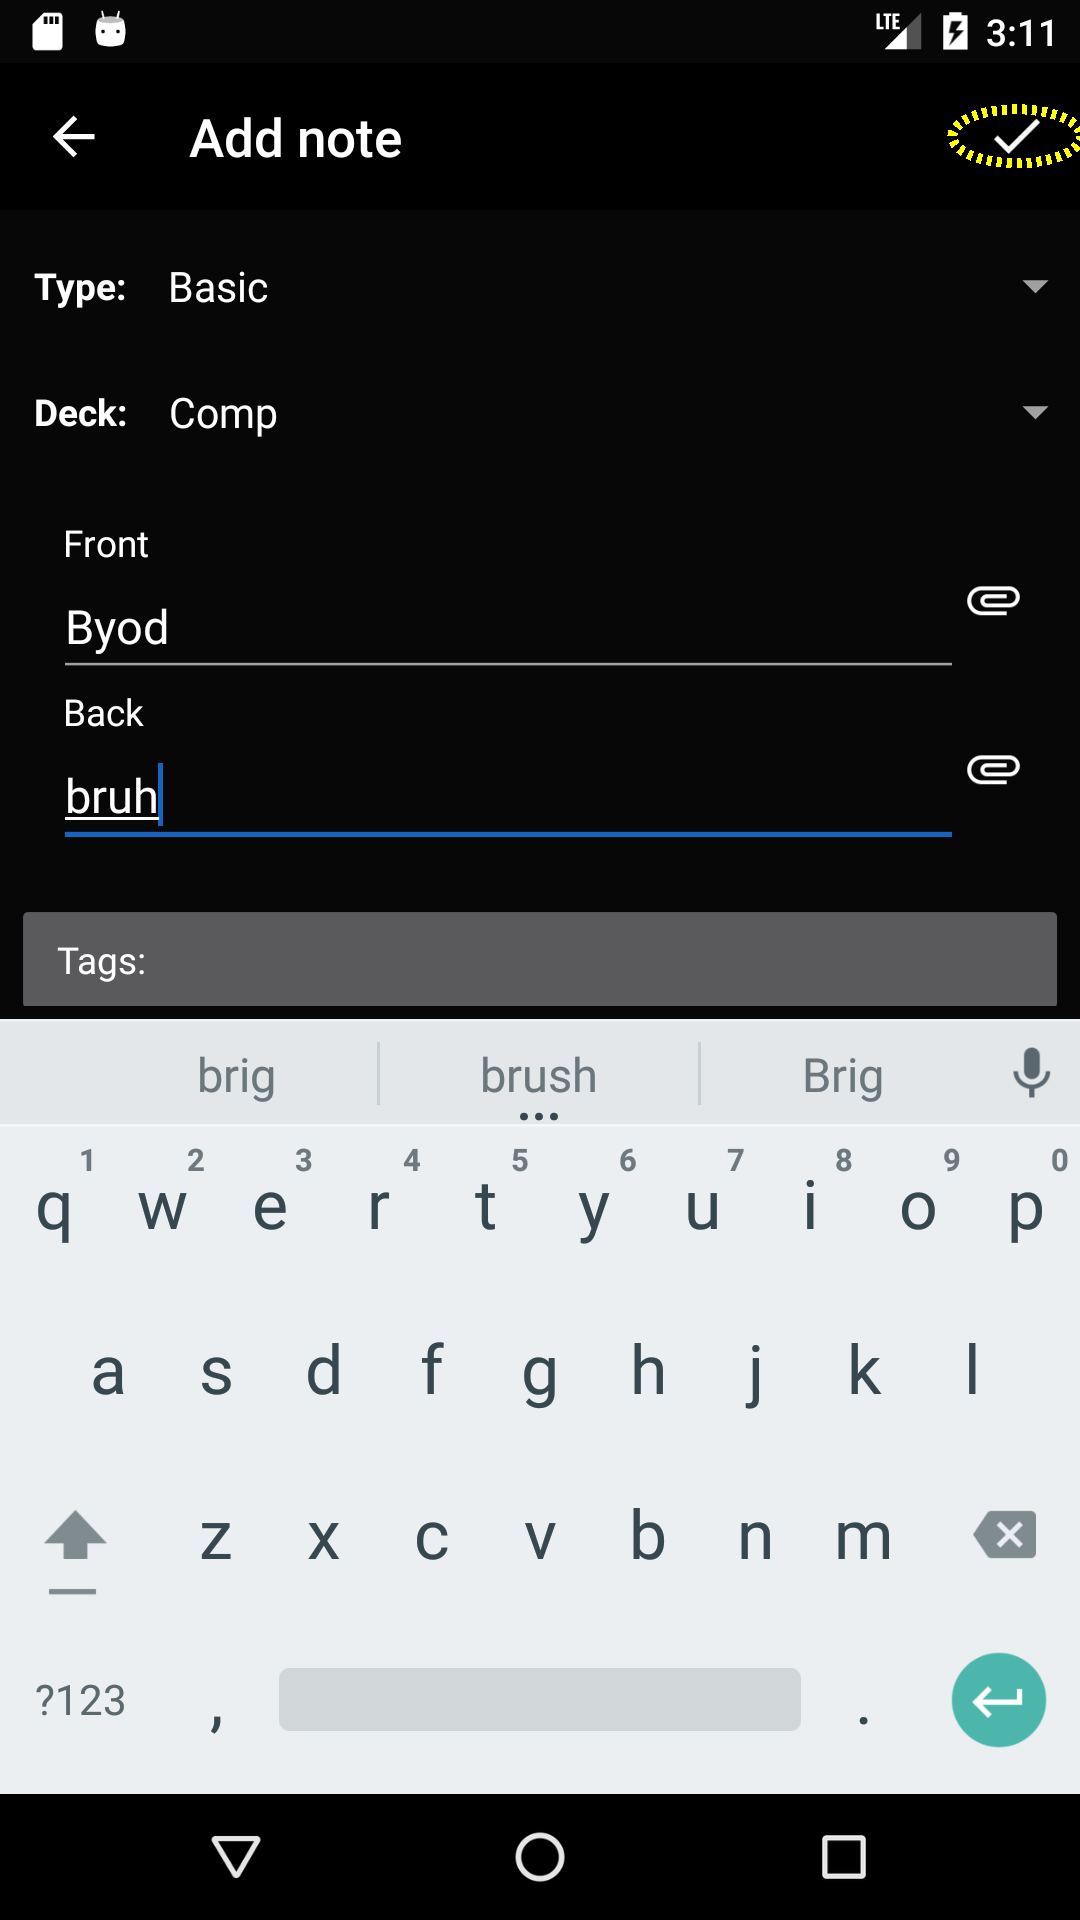 LTE 3:11
Add note
Type: Basic
Deck: Comp
Front
Byod
Back
bruh
Tags:
brig brush Brig
1 2 3 4 5 6 7 8 9 0
q w e r t y u i o p
a s d f g h j k l
z x c v b n m
?123 , .